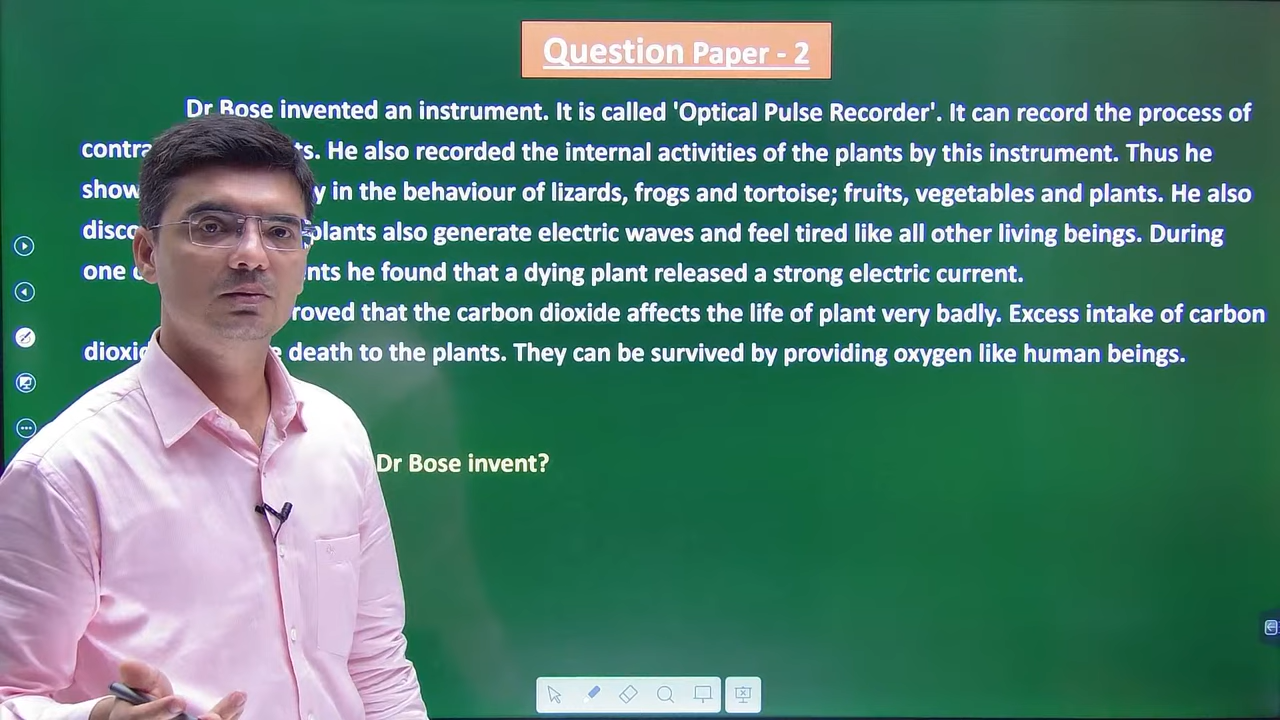 Question Paper - 2
Dr Bose invented an instrument. It is called 'Optical Pulse Recorder'. It can record the process of
contra ts. He also recorded the internal activities of the plants by this instrument. Thus he
show y in the behaviour of lizards, frogs and tortoise; fruits, vegetables and plants. He also
disco plants also generate electric waves and feel tired like all other living beings. During
one o nts he found that a dying plant released a strong electric current.
roved that the carbon dioxide affects the life of plant very badly. Excess intake of carbon
dioxid e death to the plants. They can be survived by providing oxygen like human beings.
Dr Bose invent?